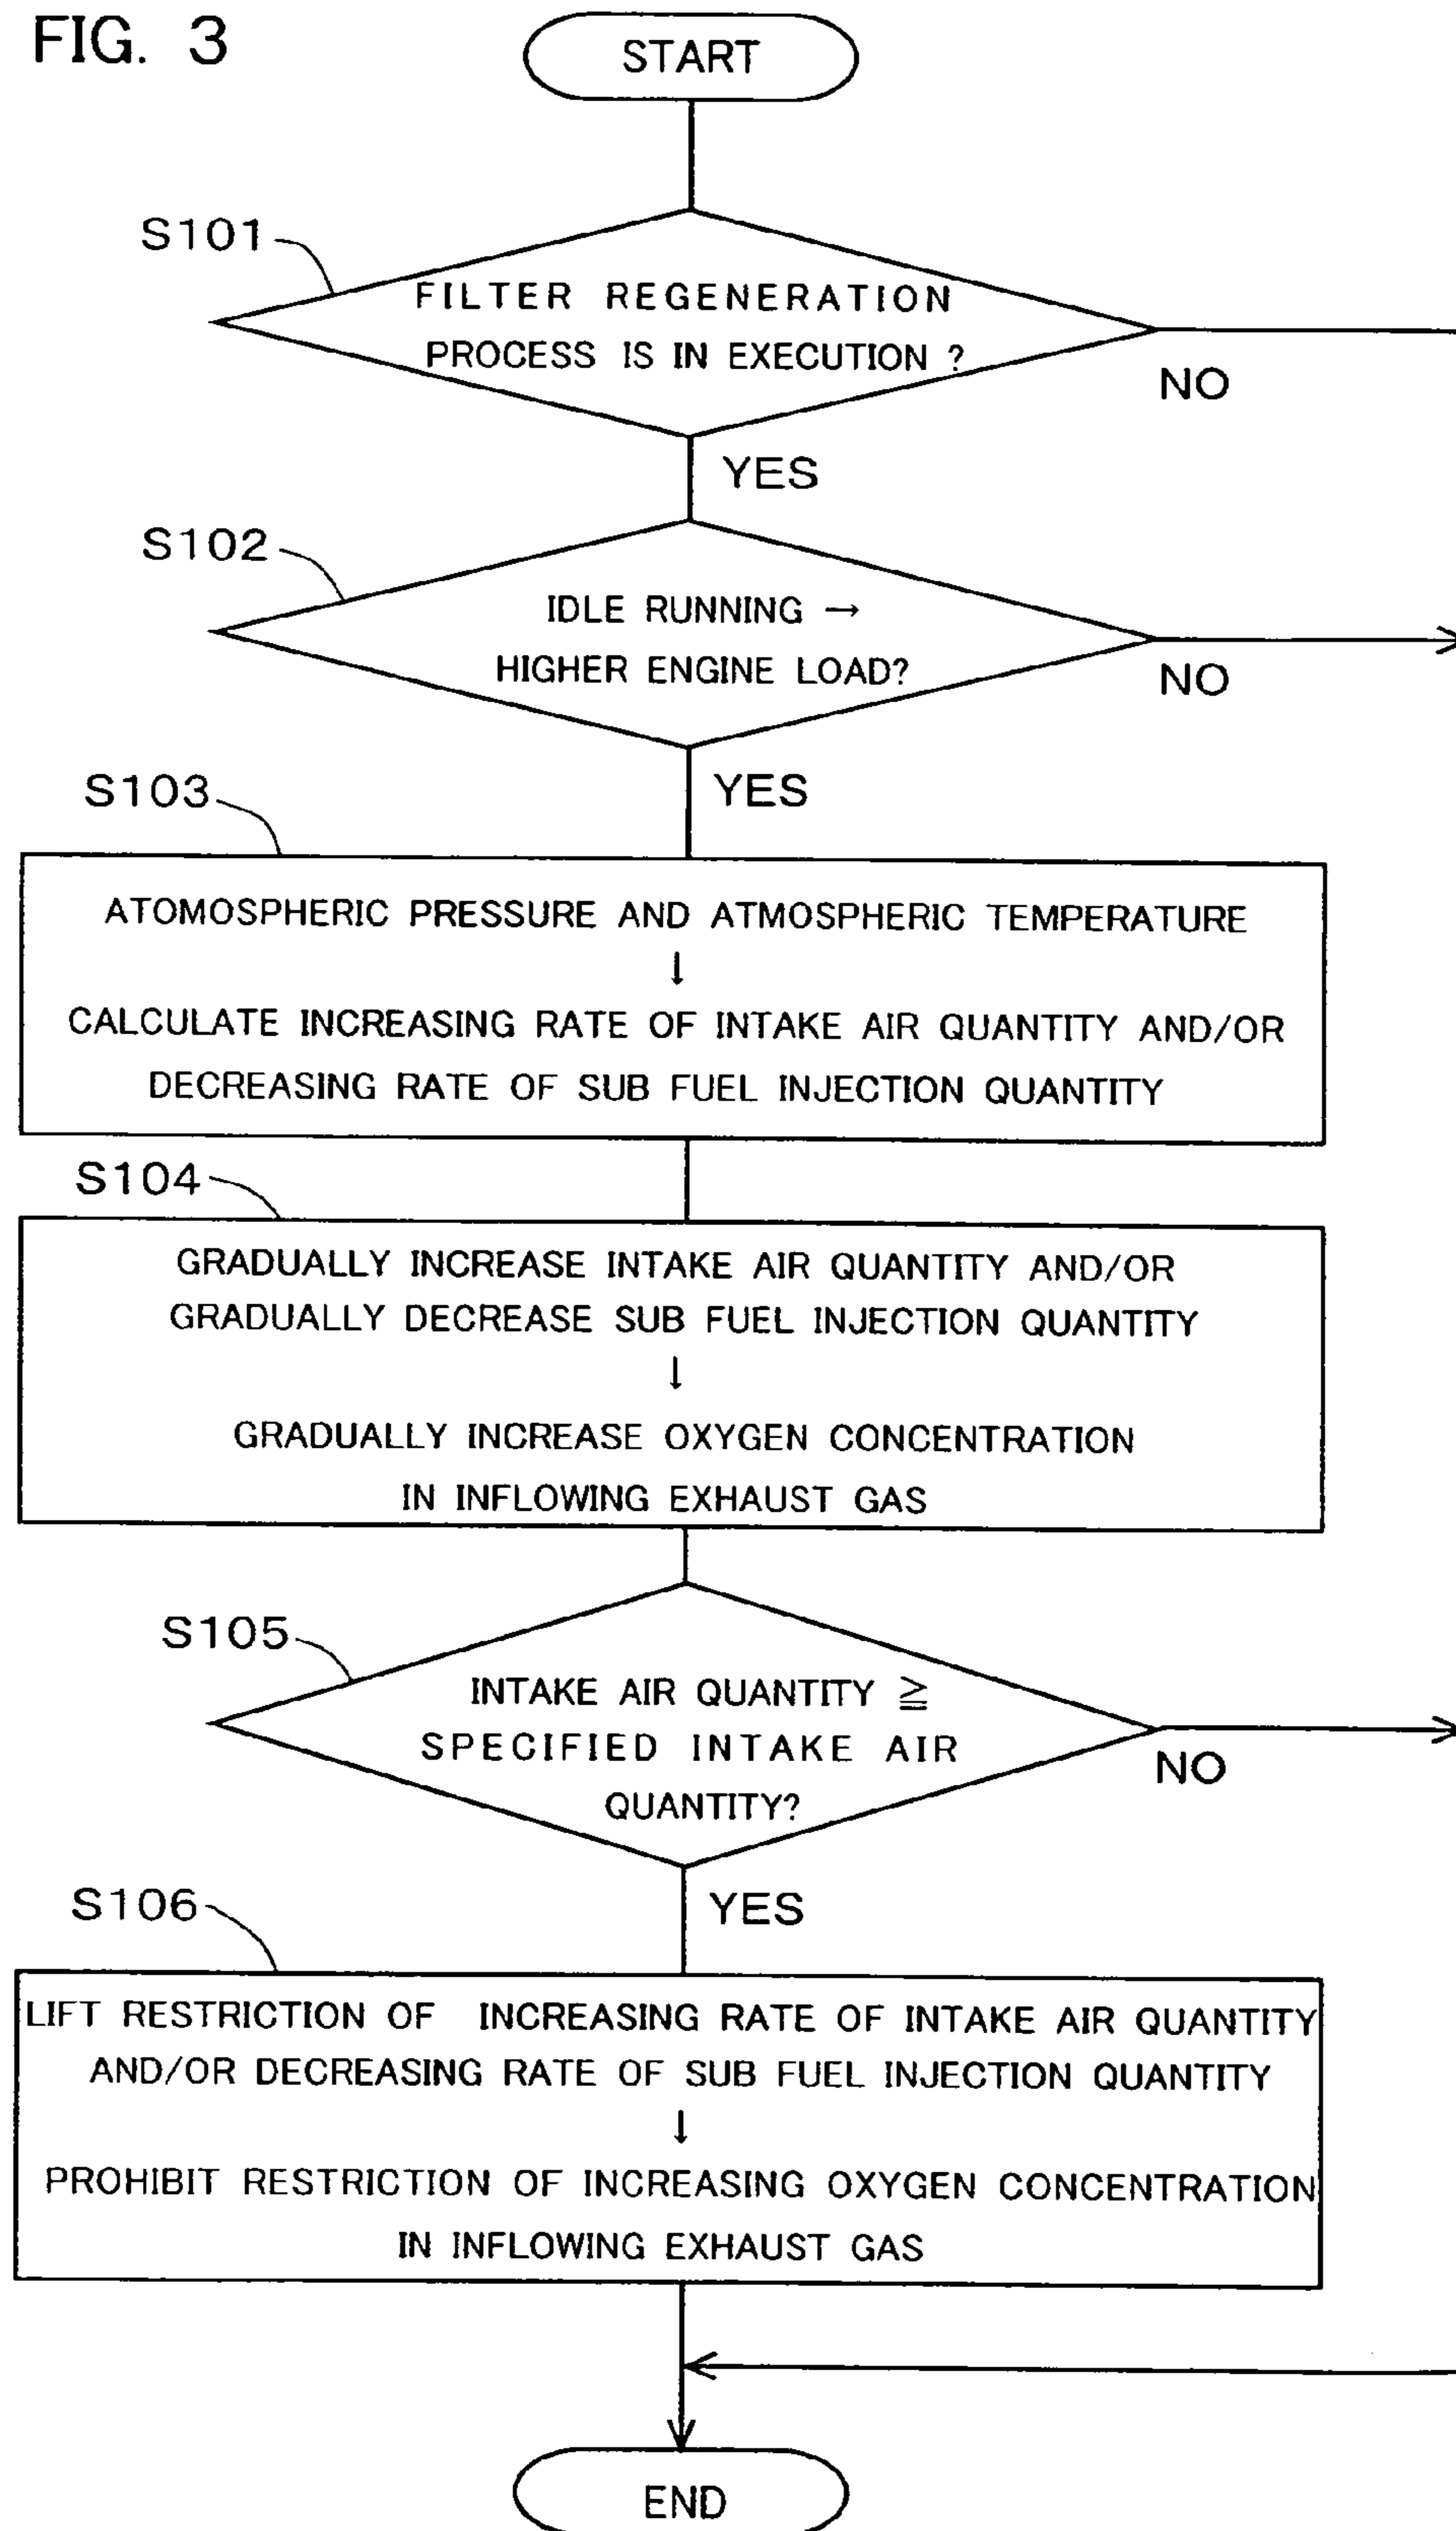 FIG. 3
START
S101
FILTER REGENERATION
PROCESS IS IN EXECUTION ?
NO
YES
S102
IDLE RUNNING →
HIGHER ENGINE LOAD?
NO
YES
S103
ATOMOSPHERIC PRESSURE AND ATMOSPHERIC TEMPERATURE
↓
CALCULATE INCREASING RATE OF INTAKE AIR QUANTITY AND/OR
DECREASING RATE OF SUB FUEL INJECTION QUANTITY
S104
GRADUALLY INCREASE INTAKE AIR QUANTITY AND/OR
GRADUALLY DECREASE SUB FUEL INJECTION QUANTITY
↓
GRADUALLY INCREASE OXYGEN CONCENTRATION
IN INFLOWING EXHAUST GAS
S105
INTAKE AIR QUANTITY ≧
SPECIFIED INTAKE AIR
QUANTITY?
NO
YES
S106
LIFT RESTRICTION OF INCREASING RATE OF INTAKE AIR QUANTITY
AND/OR DECREASING RATE OF SUB FUEL INJECTION QUANTITY
↓
PROHIBIT RESTRICTION OF INCREASING OXYGEN CONCENTRATION
IN INFLOWING EXHAUST GAS
END